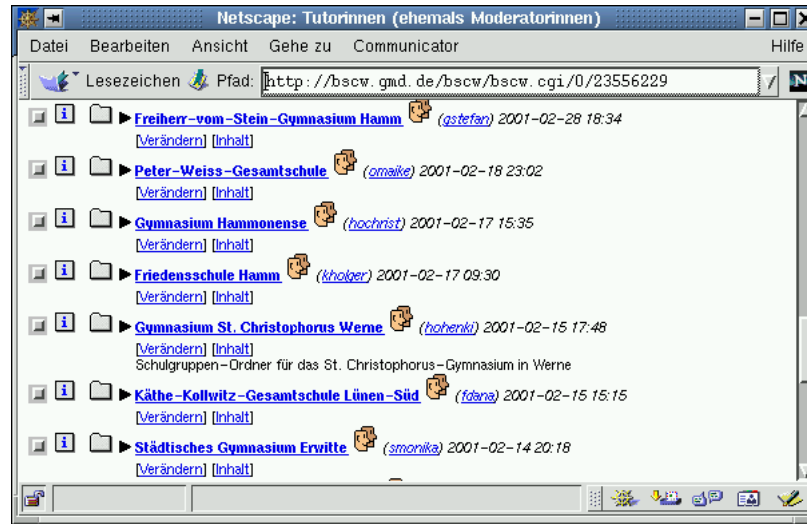 Netscape: Tutorinnen (ehemals Moderatorinnen)
Datei Bearbeiten Ansicht Gehe zu Communicator Hilfe
Lesezeichen Pfad: http://bscw.gmd.de/bscw/bscw.cgi/0/23556229 N
i Freiherr-vom-Stein-Gymnasium Hamm (gstefan) 2001-02-28 18:34
[Verändern] [Inhalt]
i Peter-Weiss-Gesamtschule (omaike) 2001-02-18 23:02
[Verändern] [Inhalt]
i Gymnasium Hammonense (hochrist) 2001-02-17 15:35
[Verändern] [Inhalt]
i Friedensschule Hamm (kholger) 2001-02-17 09:30
[Verändern] [Inhalt]
i Gymnasium St. Christophorus Werne (hohenki) 2001-02-15 17:48
[Verändern] [Inhalt]
Schulgruppen-Ordner für das St. Christophorus-Gymnasium in Werne
i Käthe-Kollwitz-Gesamtschule Lünen-Süd (fdana) 2001-02-15 15:15
[Verändern] [Inhalt]
i Städtisches Gymnasium Erwitte (smonika) 2001-02-14 20:18
[Verändern] [Inhalt]